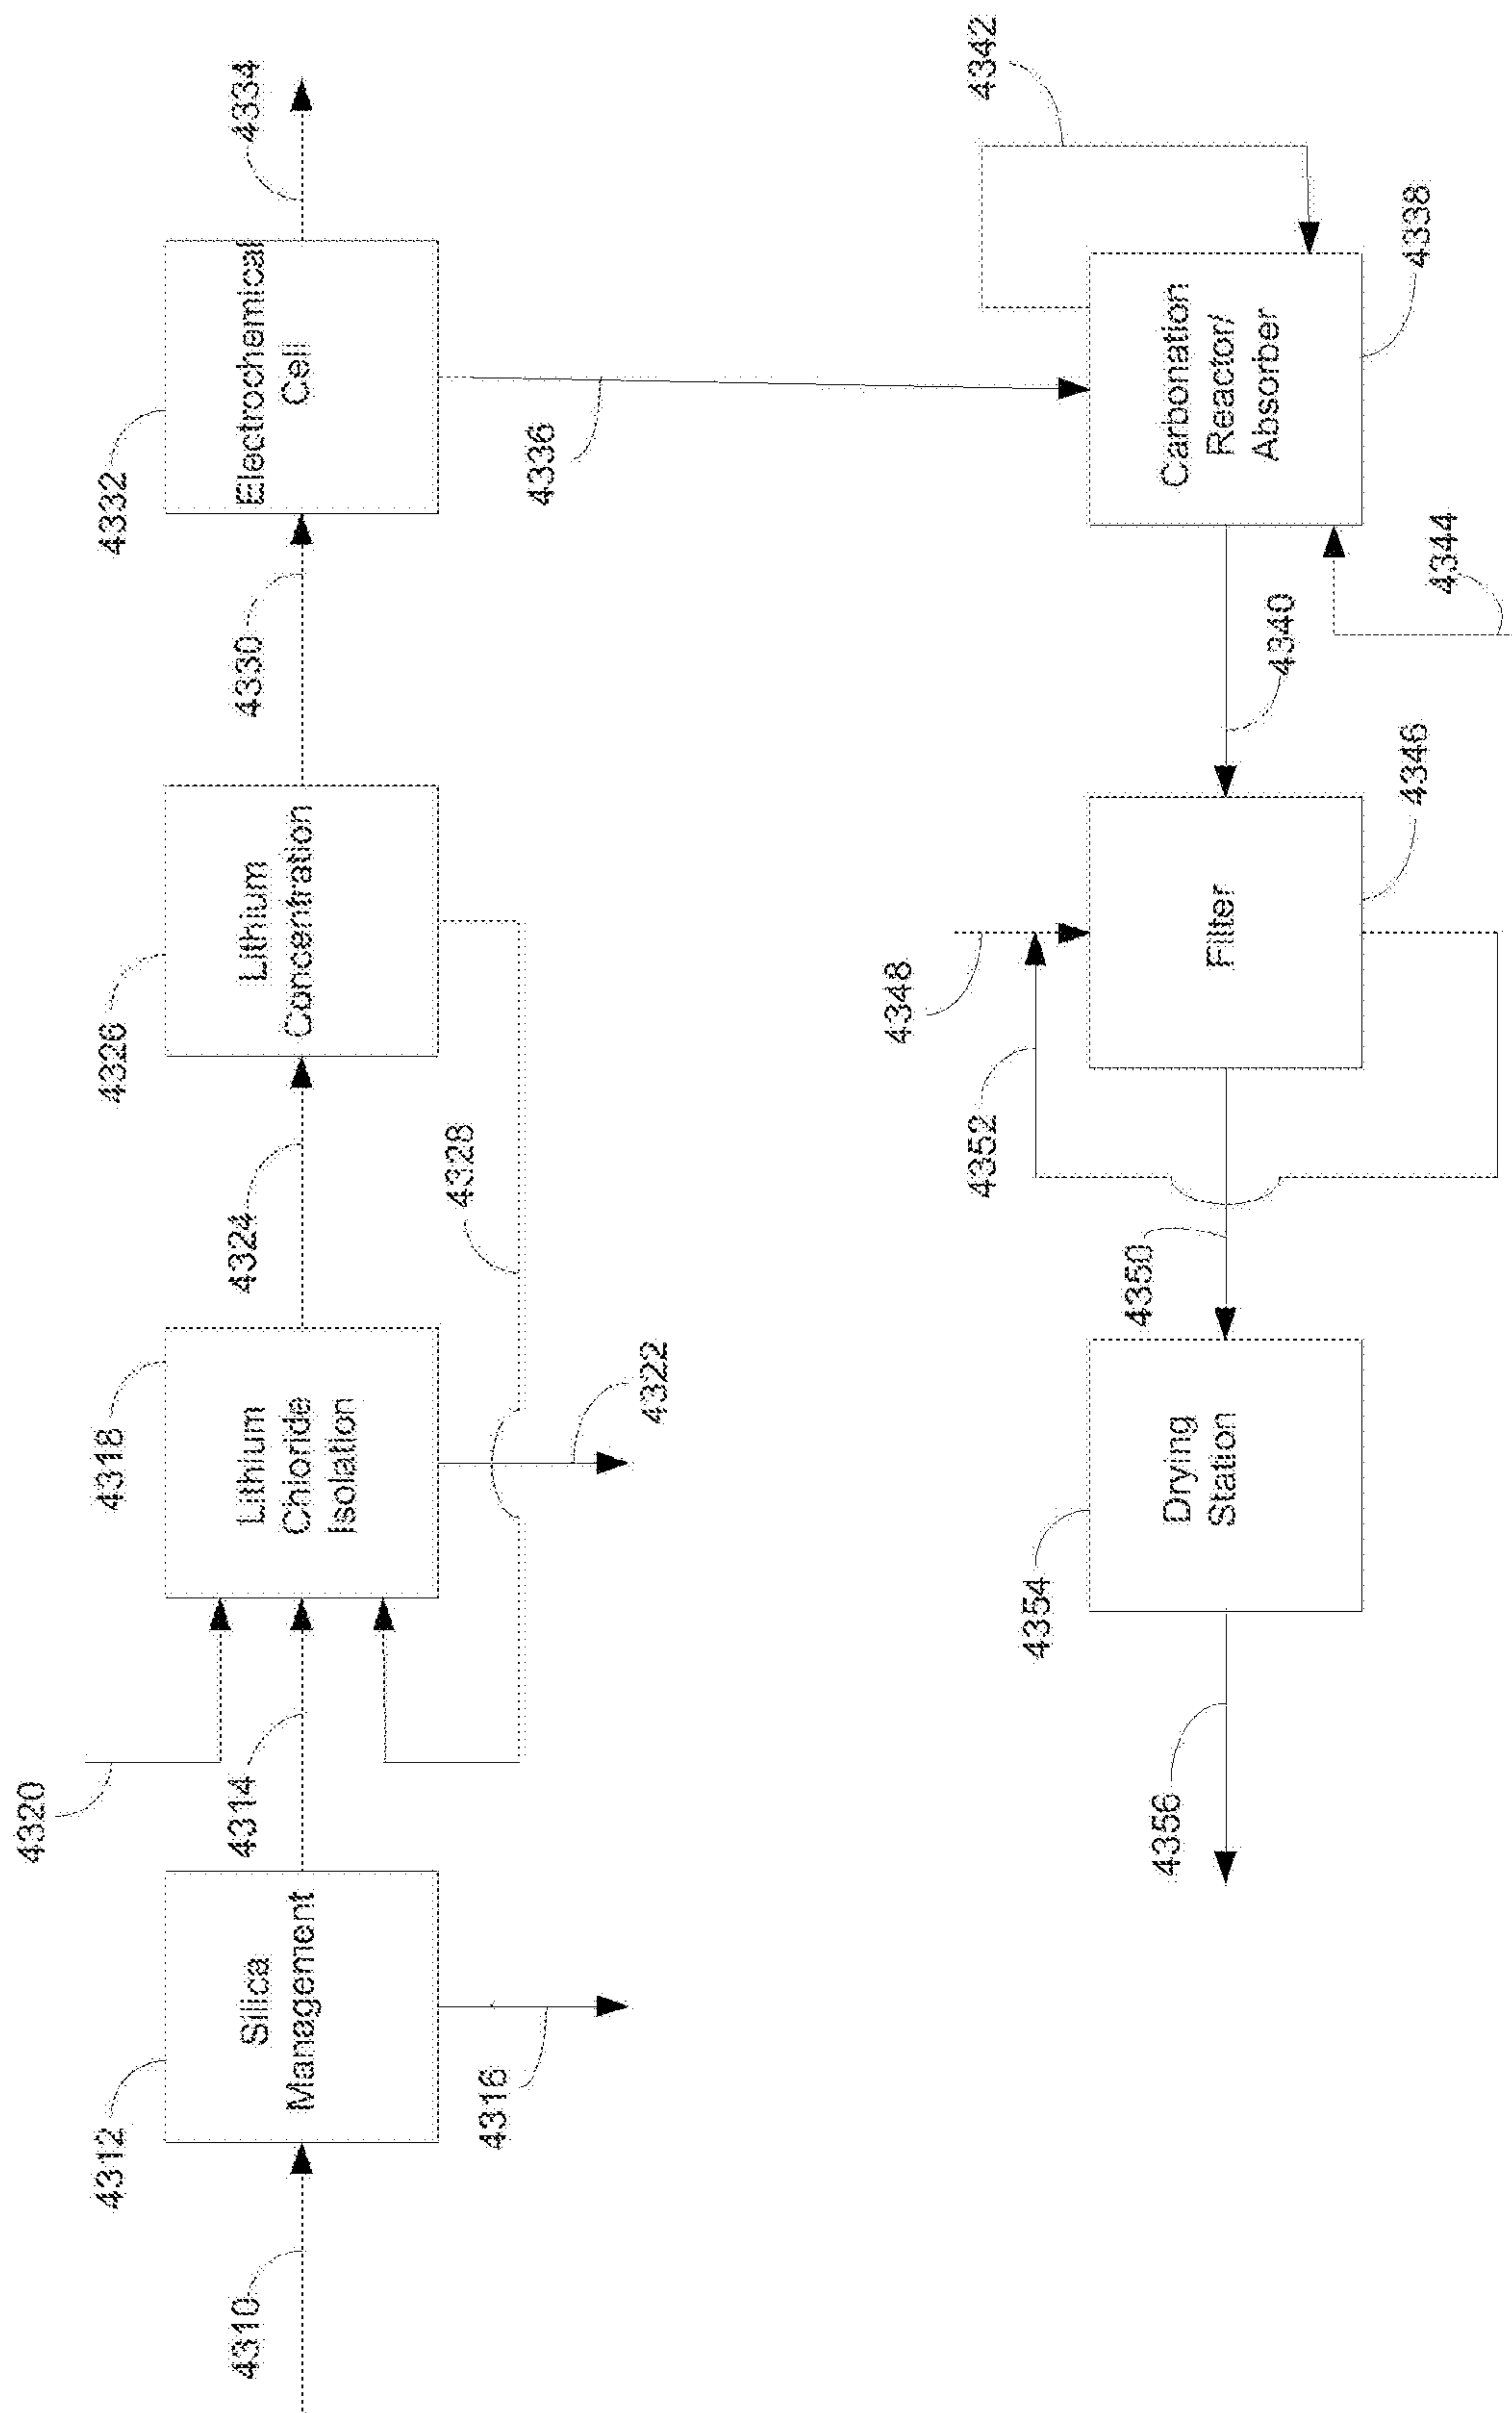 4310
4312
Silica
Management
4316
4314
4320
4318
Lithium
Chloride
Isolation
4322
4324
4328
4326
Lithium
Concentration
4330
4332
Electrochemical
Cell
4334
4336
4342
Carbonation
Reactor/
Absorber
4338
4344
4340
4348
Filter
4346
4352
4350
4354
Drying
Station
4356